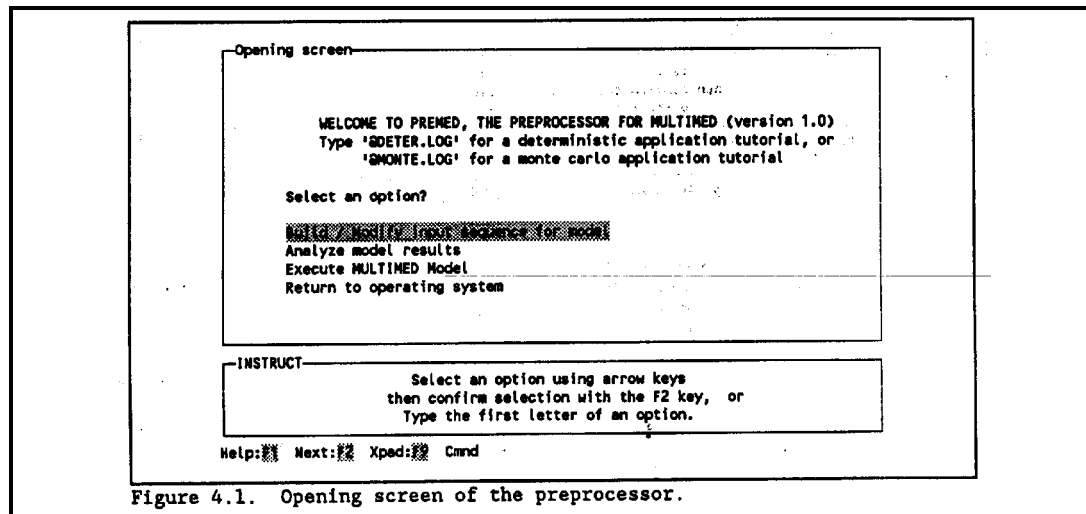 Opening screen
WELCOME TO PREMED, THE PREPROCESSOR FOR MULTIMED (version 1.0)
Type '@DETER.LOG' for a deterministic application tutorial, or
'@MONTE.LOG' for a monte carlo application tutorial
Select an option?
Build / Modify input sequence for model
Analyze model results
Execute MULTIMED Model
Return to operating system
INSTRUCT
Select an option using arrow keys
then confirm selection with the F2 key, or
Type the first letter of an option.
Help:F1 Next:F2 Xpad:F9 Cmnd
Figure 4.1. Opening screen of the preprocessor.